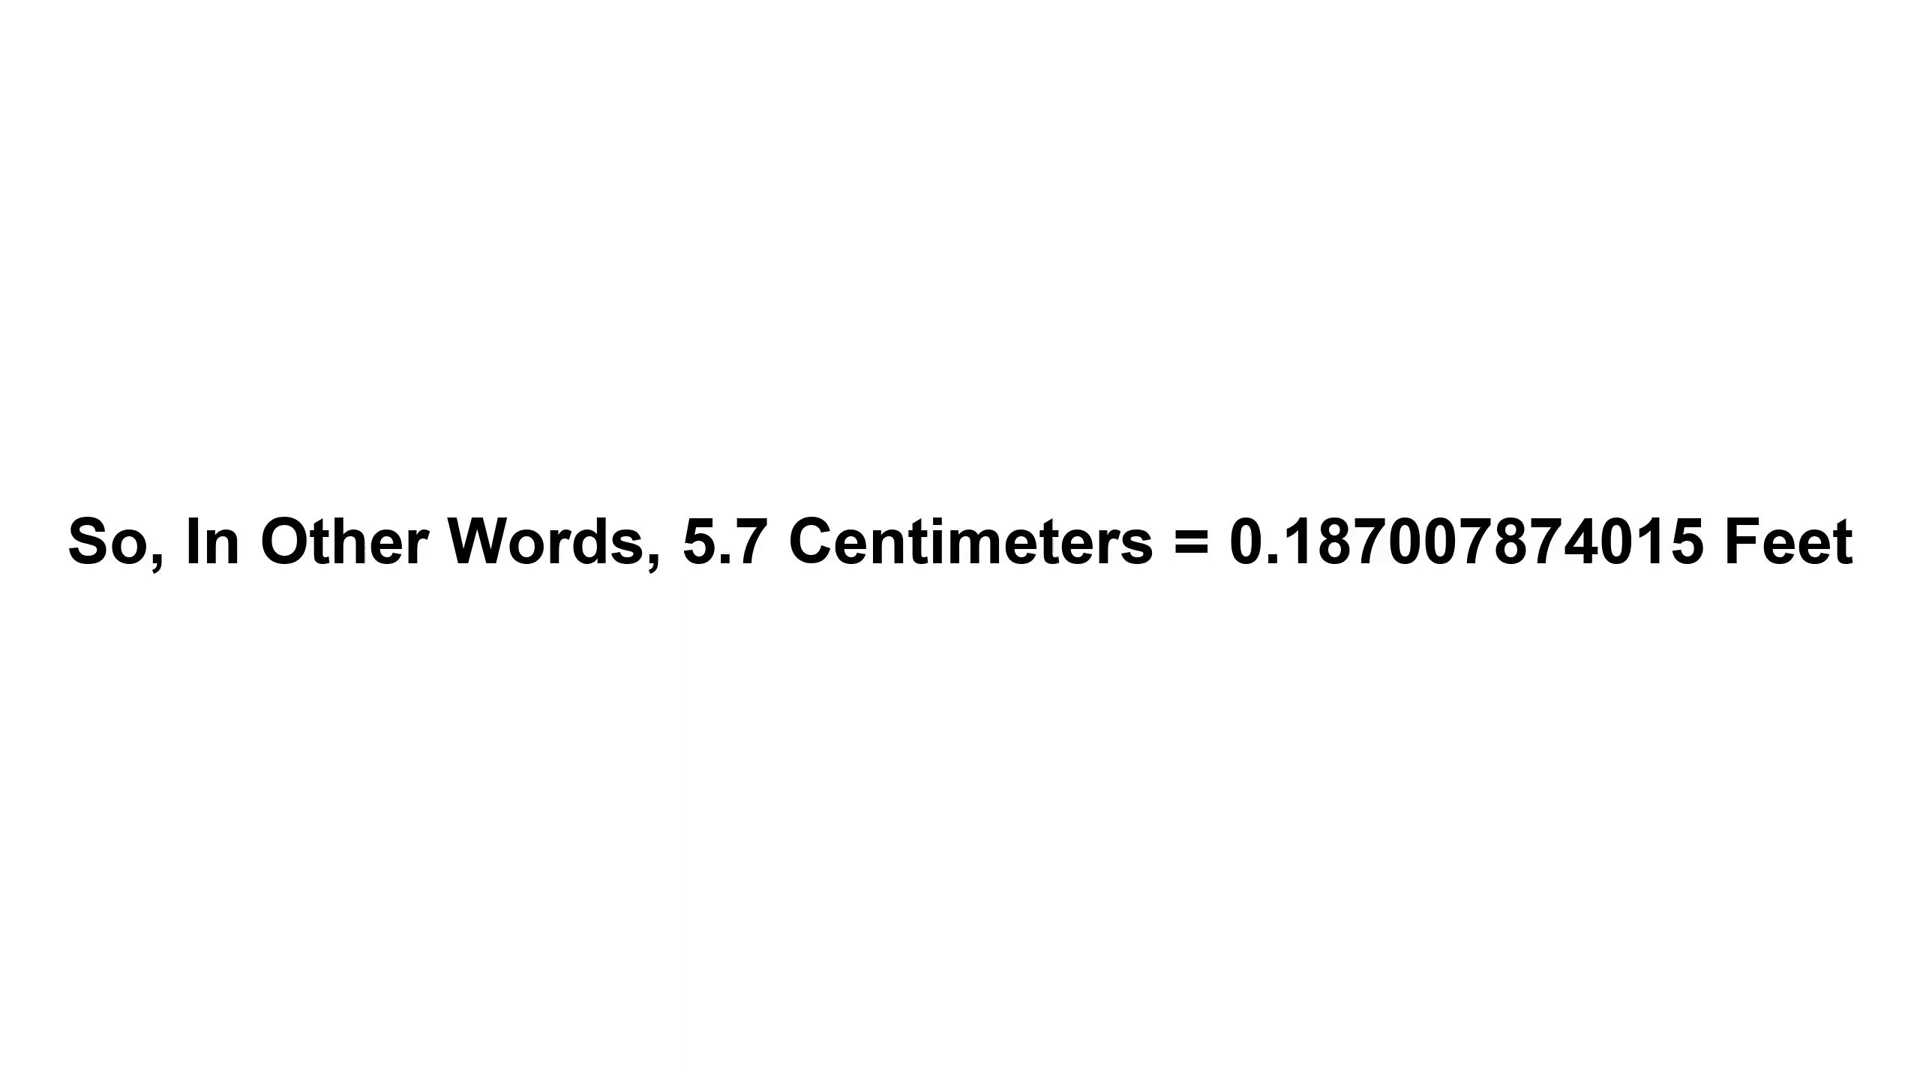 So, In Other Words, 5.7 Centimeters = 0.187007874015 Feet